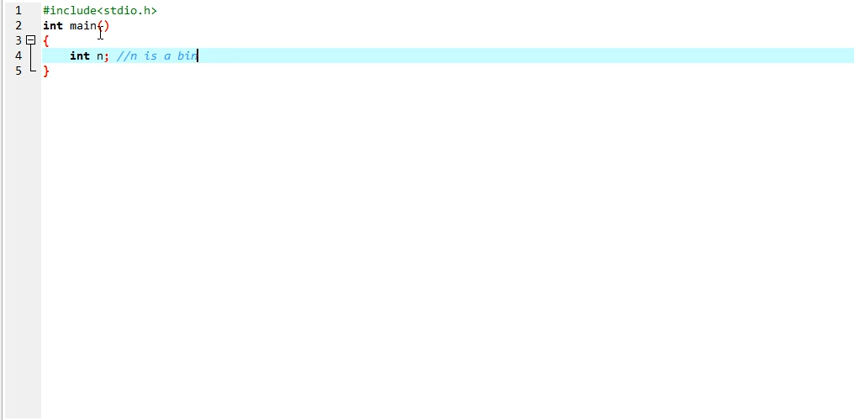 1 #include<stdio.h>
2 int main()
3 {
4 int n; //n is a bin
5 }